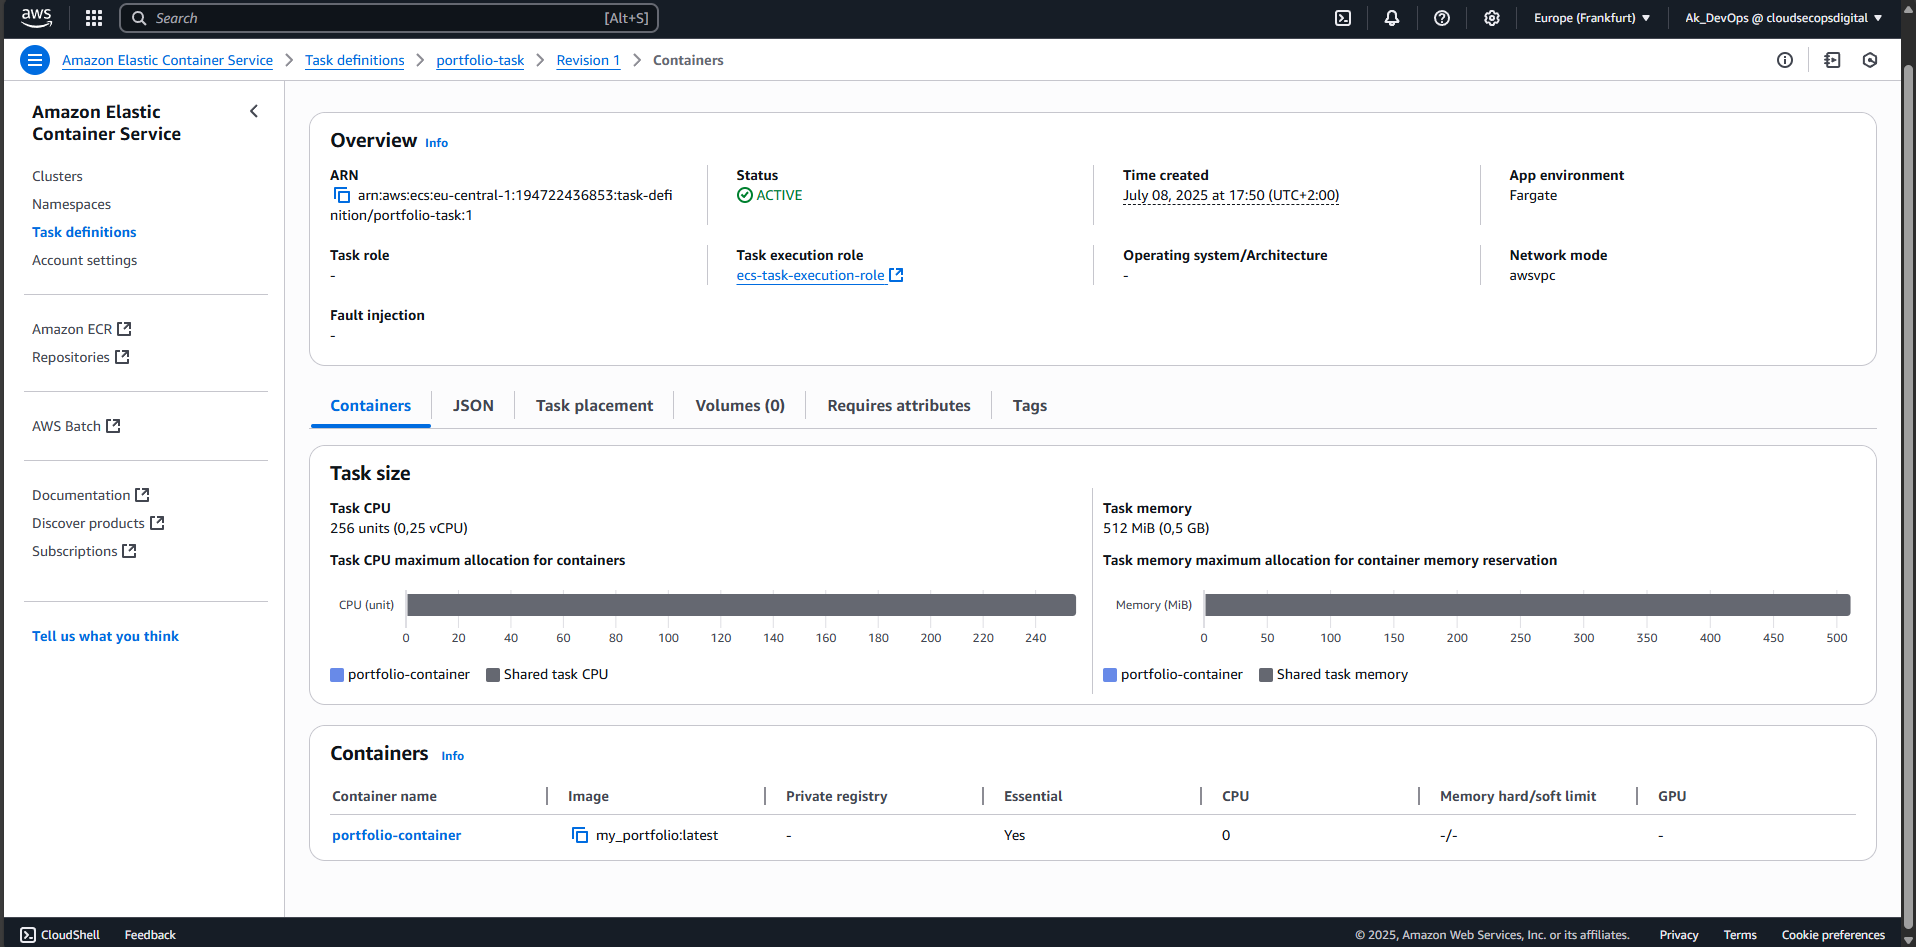 aws
Search [Alt+S]
Europe (Frankfurt)
Ak_DevOps @ cloudsecopsdigital
Amazon Elastic Container Service
Task definitions
portfolio-task
Revision 1
Containers
Amazon Elastic
Container Service
Clusters
Namespaces
Task definitions
Account settings
Amazon ECR
Repositories
AWS Batch
Documentation
Discover products
Subscriptions
Tell us what you think
Overview Info
ARN
arn:aws:ecs:eu-central-1:194722436853:task-defi
nition/portfolio-task:1
Status
ACTIVE
Time created
July 08, 2025 at 17:50 (UTC+2:00)
App environment
Fargate
Task role
-
Task execution role
ecs-task-execution-role
Operating system/Architecture
-
Network mode
awsvpc
Fault injection
-
Containers
JSON
Task placement
Volumes (0)
Requires attributes
Tags
Task size
Task CPU
256 units (0,25 vCPU)
Task CPU maximum allocation for containers
CPU (unit)
0 20 40 60 80 100 120 140 160 180 200 220 240
portfolio-container Shared task CPU
Task memory
512 MiB (0,5 GB)
Task memory maximum allocation for container memory reservation
Memory (MiB)
0 50 100 150 200 250 300 350 400 450 500
portfolio-container Shared task memory
Containers Info
Container name Image Private registry Essential CPU Memory hard/soft limit GPU
portfolio-container my_portfolio:latest - Yes 0 -/- -
CloudShell Feedback © 2025, Amazon Web Services, Inc. or its affiliates. Privacy Terms Cookie preferences